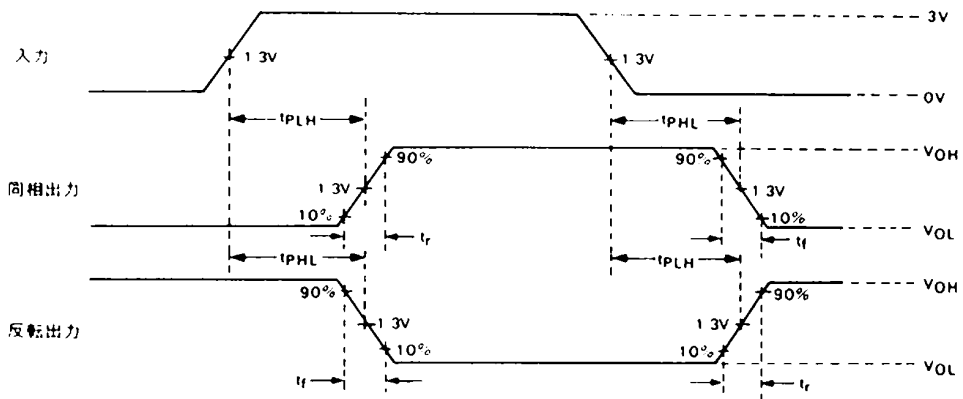 3V
入力
1 3V
1 3V
0V
tPLH
tPHL
90%
90%
VOH
同相出力
1 3V
1 3V
10%
10%
VOL
tr
tf
tPHL
tPLH
VOH
90%
90%
反転出力
1 3V
1 3V
10%
10%
VOL
tf
tr